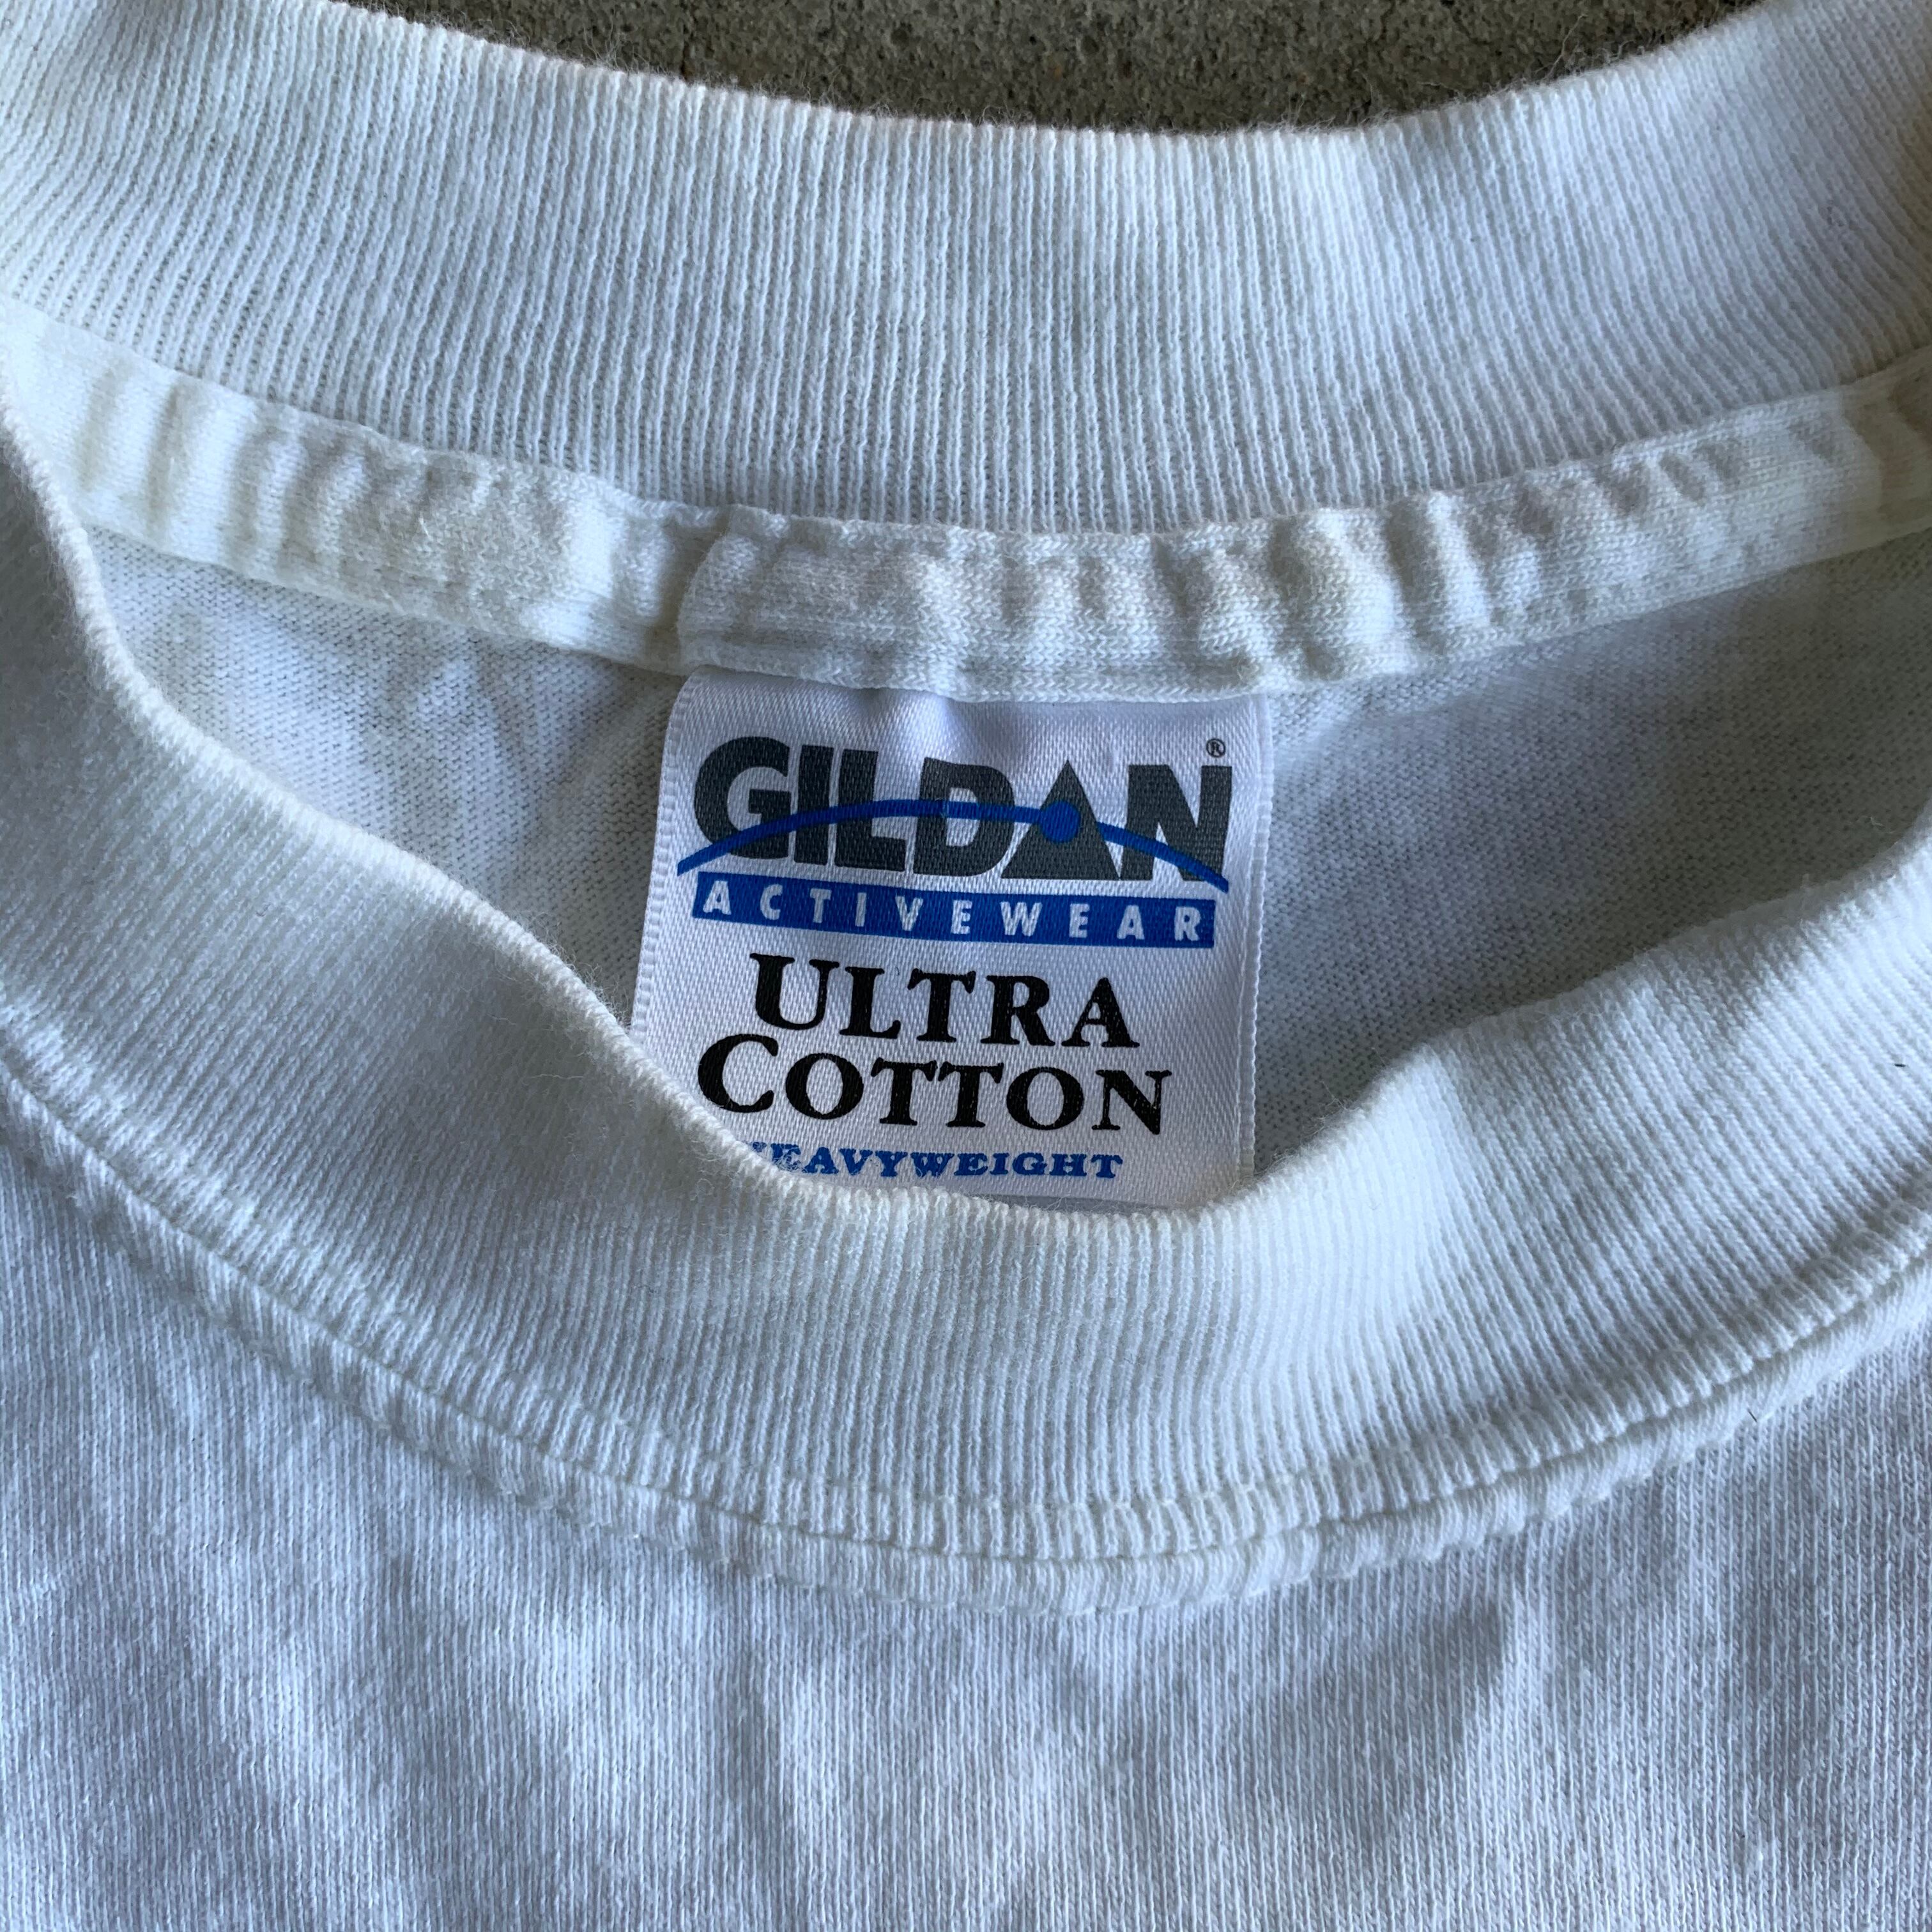 GILDAN®
ACTIVEWEAR
ULTRA
COTTON
HEAVYWEIGHT